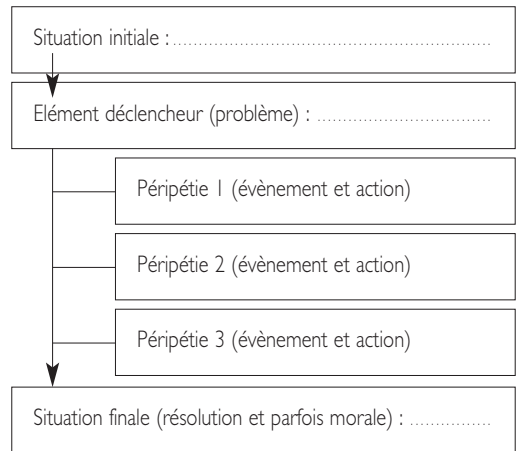 Situation initiale : ................................................................
Elément déclencheur (problème) : ...................................
Péripétie 1 (évènement et action)
Péripétie 2 (évènement et action)
Péripétie 3 (évènement et action)
Situation finale (résolution et parfois morale) : ................